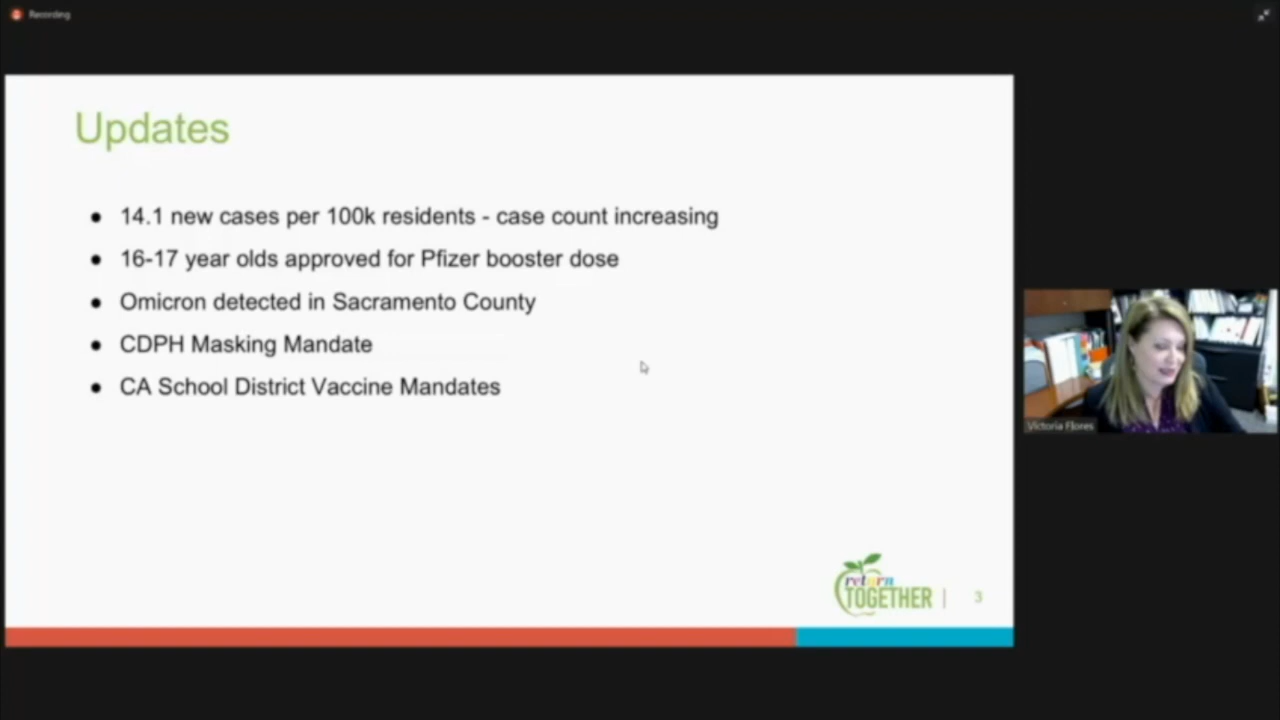 Recording
Updates
● 14.1 new cases per 100k residents - case count increasing
● 16-17 year olds approved for Pfizer booster dose
● Omicron detected in Sacramento County
● CDPH Masking Mandate
● CA School District Vaccine Mandates
Victoria Flores
return
TOGETHER | 3